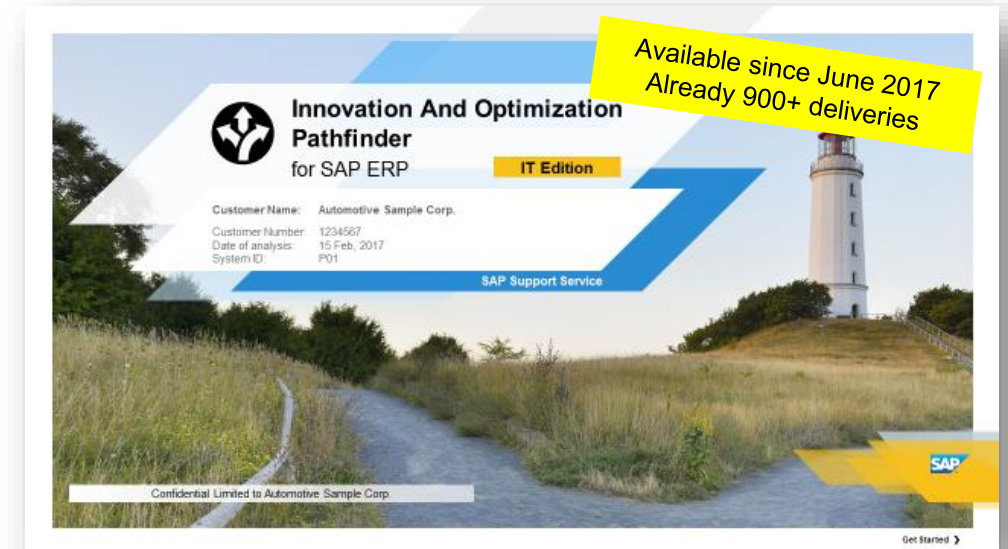 Available since June 2017
Already 900+ deliveries
Innovation And Optimization
Pathfinder
for SAP ERP
IT Edition
Customer Name: Automotive Sample Corp.
Customer Number: 1234567
Date of analysis: 15 Feb, 2017
System ID: P01
SAP Support Service
SAP
Confidential Limited to Automotive Sample Corp.
Get Started ❯